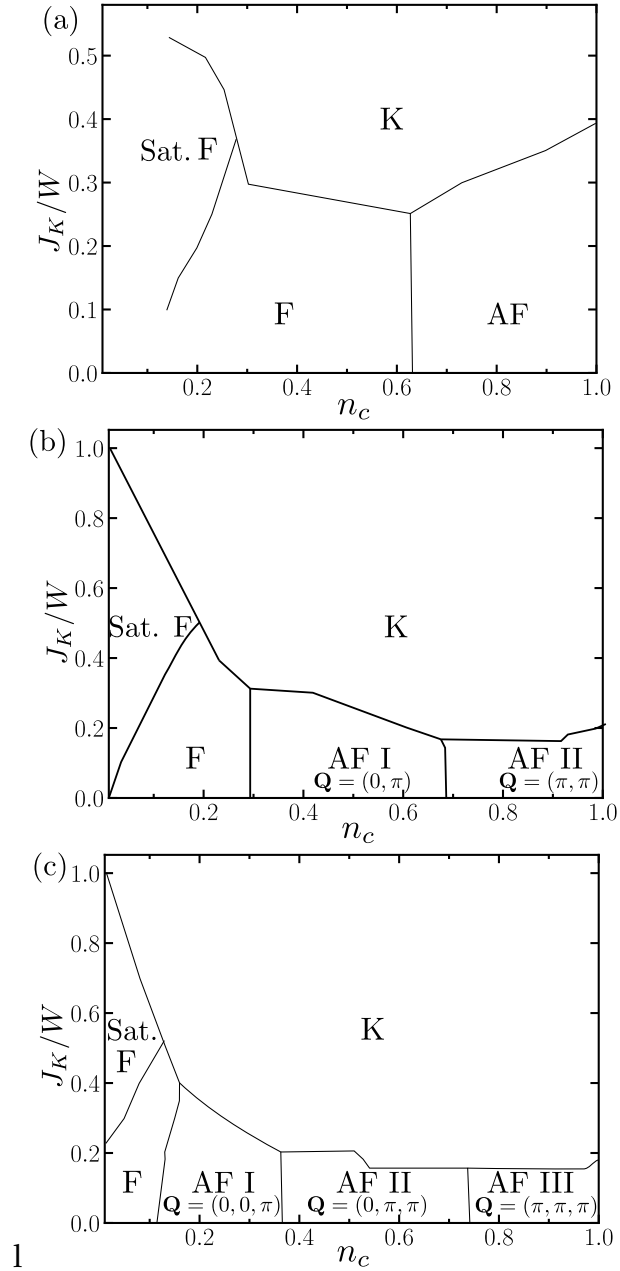 (a)
0.5
0.4
0.3
0.2
0.1
0.0
J_K/W
K
Sat. F
F
AF
0.2 0.4 0.6 0.8 1.0
n_c
(b)
1.0
0.8
0.6
0.4
0.2
0.0
J_K/W
K
Sat. F
F
AF I
Q = (0, π)
AF II
Q = (π, π)
0.2 0.4 0.6 0.8 1.0
n_c
(c)
1.0
0.8
0.6
0.4
0.2
0.0
J_K/W
K
Sat.
F
F
AF I
Q = (0, 0, π)
AF II
Q = (0, π, π)
AF III
Q = (π, π, π)
0.2 0.4 0.6 0.8 1.0
n_c
l